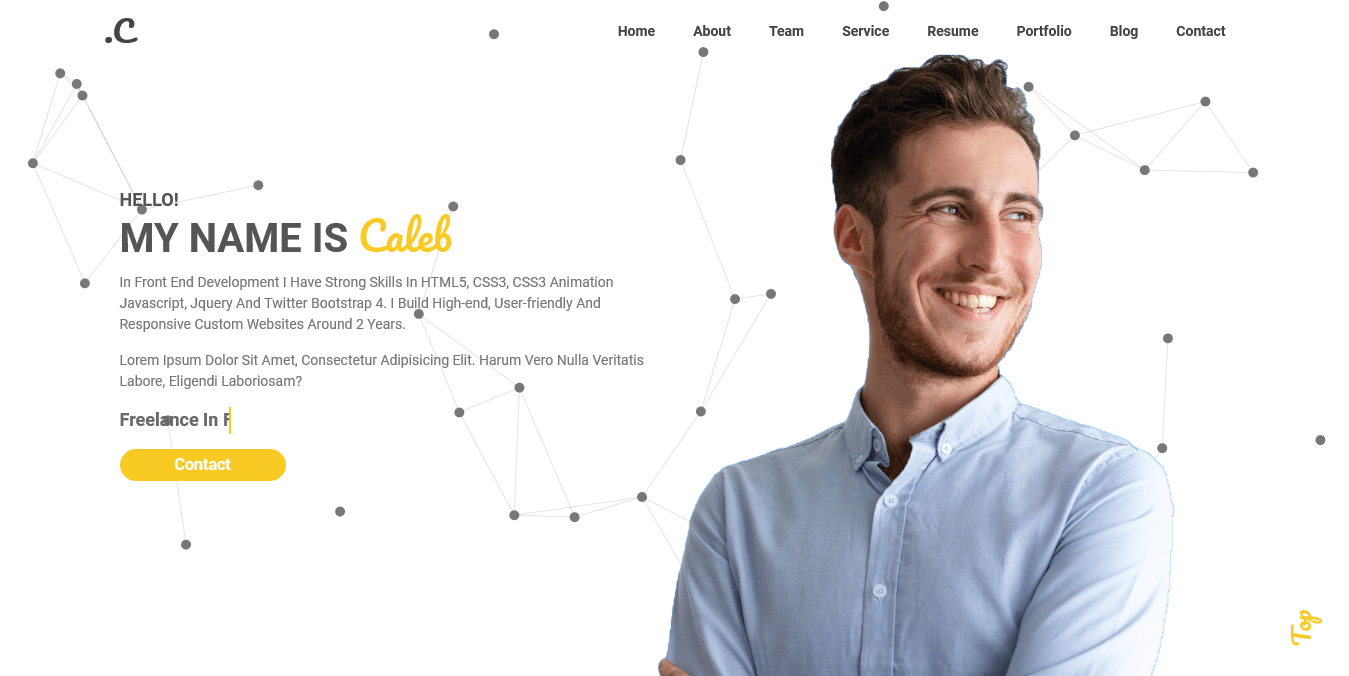 .C
Home About Team Service Resume Portfolio Blog Contact
HELLO!
MY NAME IS Caleb
In Front End Development I Have Strong Skills In HTML5, CSS3, CSS3 Animation
Javascript, Jquery And Twitter Bootstrap 4. I Build High-end, User-friendly And
Responsive Custom Websites Around 2 Years.
Lorem Ipsum Dolor Sit Amet, Consectetur Adipisicing Elit. Harum Vero Nulla Veritatis
Labore, Eligendi Laboriosam?
Freelance In F
Contact
Top